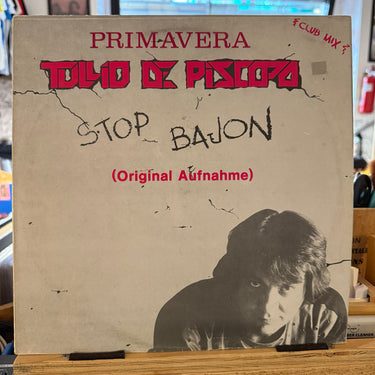 PRIMAVERA
{CLUB MIX}
TULLIO DE PISCOPO
STOP BAJON
(Original Aufnahme)